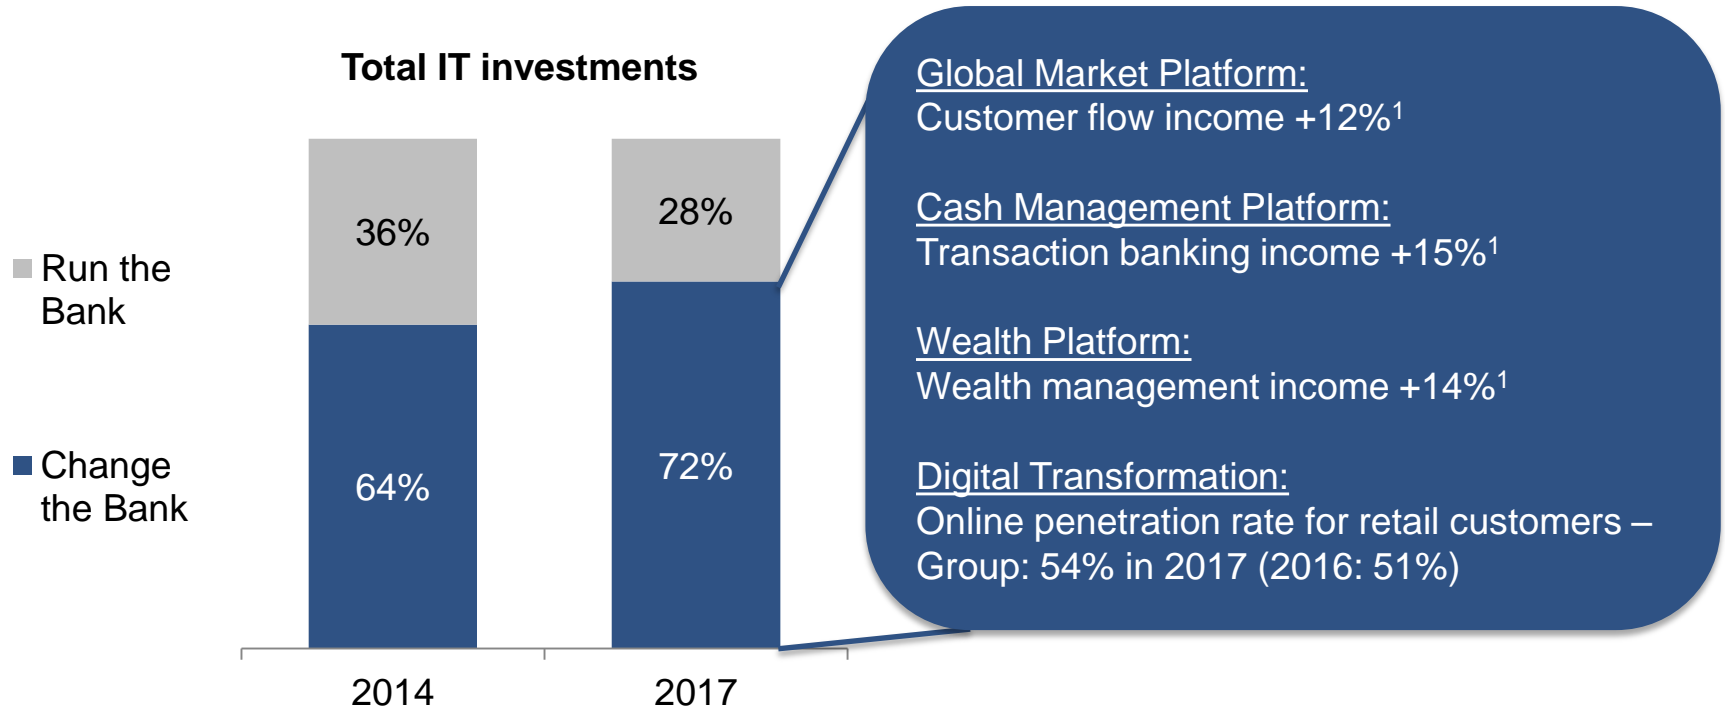 Total IT investments
36%
28%
Run the
Bank
64%
72%
Change
the Bank
2014
2017
Global Market Platform:
Customer flow income +12%¹
Cash Management Platform:
Transaction banking income +15%¹
Wealth Platform:
Wealth management income +14%¹
Digital Transformation:
Online penetration rate for retail customers –
Group: 54% in 2017 (2016: 51%)